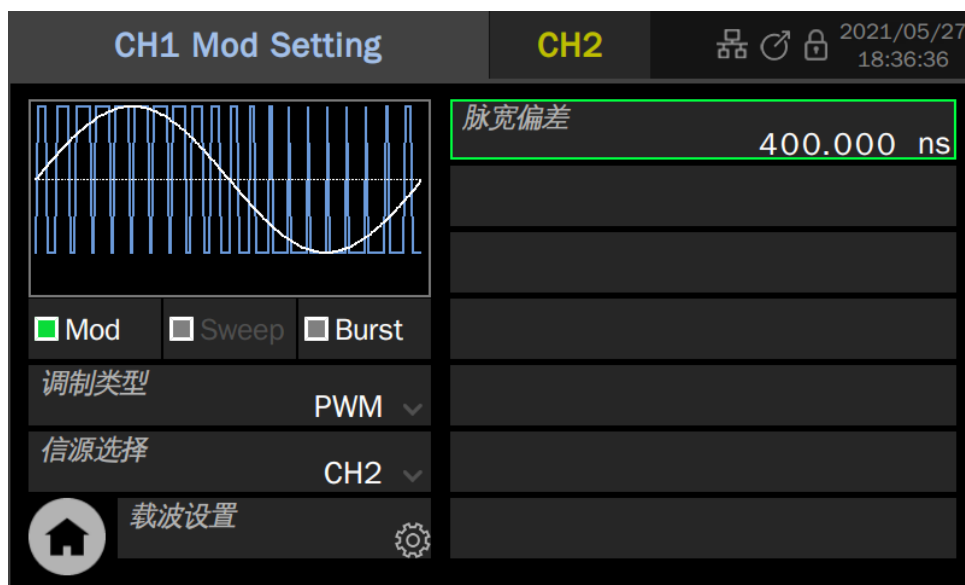 CH1 Mod Setting
CH2
2021/05/27
18:36:36
脉宽偏差
400.000 ns
Mod
Sweep
Burst
调制类型
PWM
信源选择
CH2
载波设置